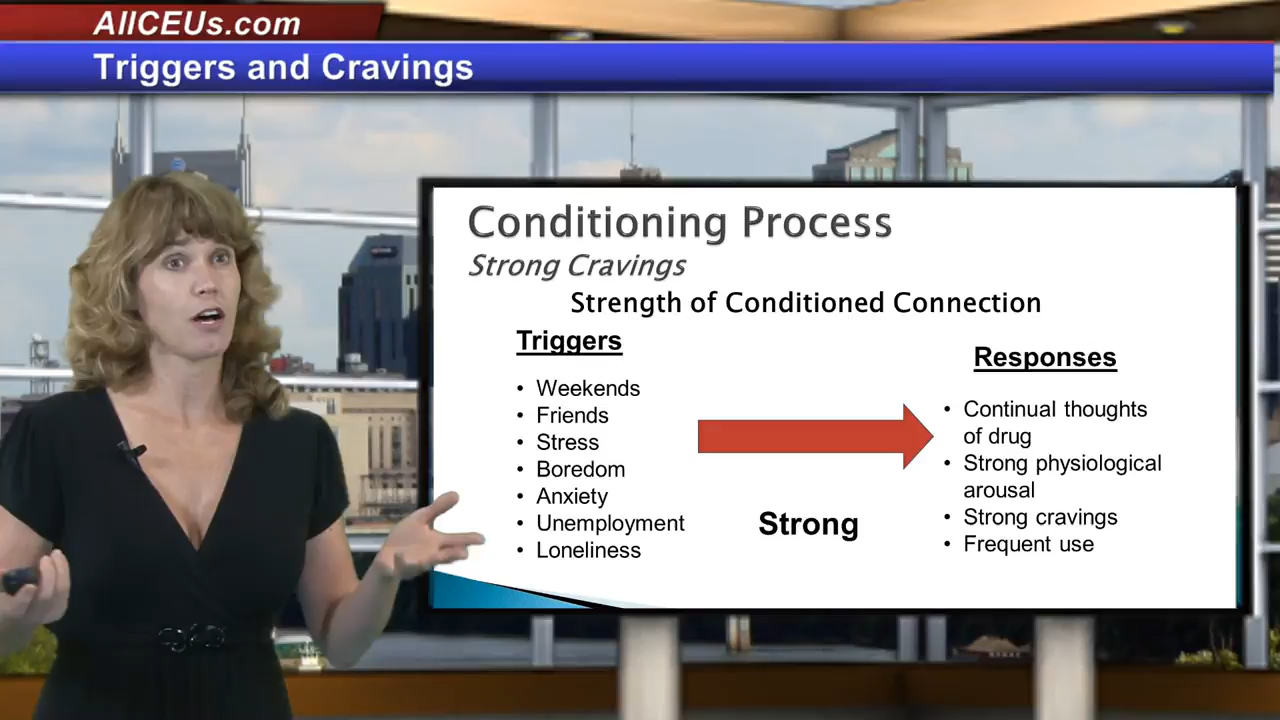 AllCEUs.com
Triggers and Cravings
Conditioning Process
Strong Cravings
Strength of Conditioned Connection
Triggers
• Weekends
• Friends
• Stress
• Boredom
• Anxiety
• Unemployment
• Loneliness
Strong
Responses
• Continual thoughts
of drug
• Strong physiological
arousal
• Strong cravings
• Frequent use